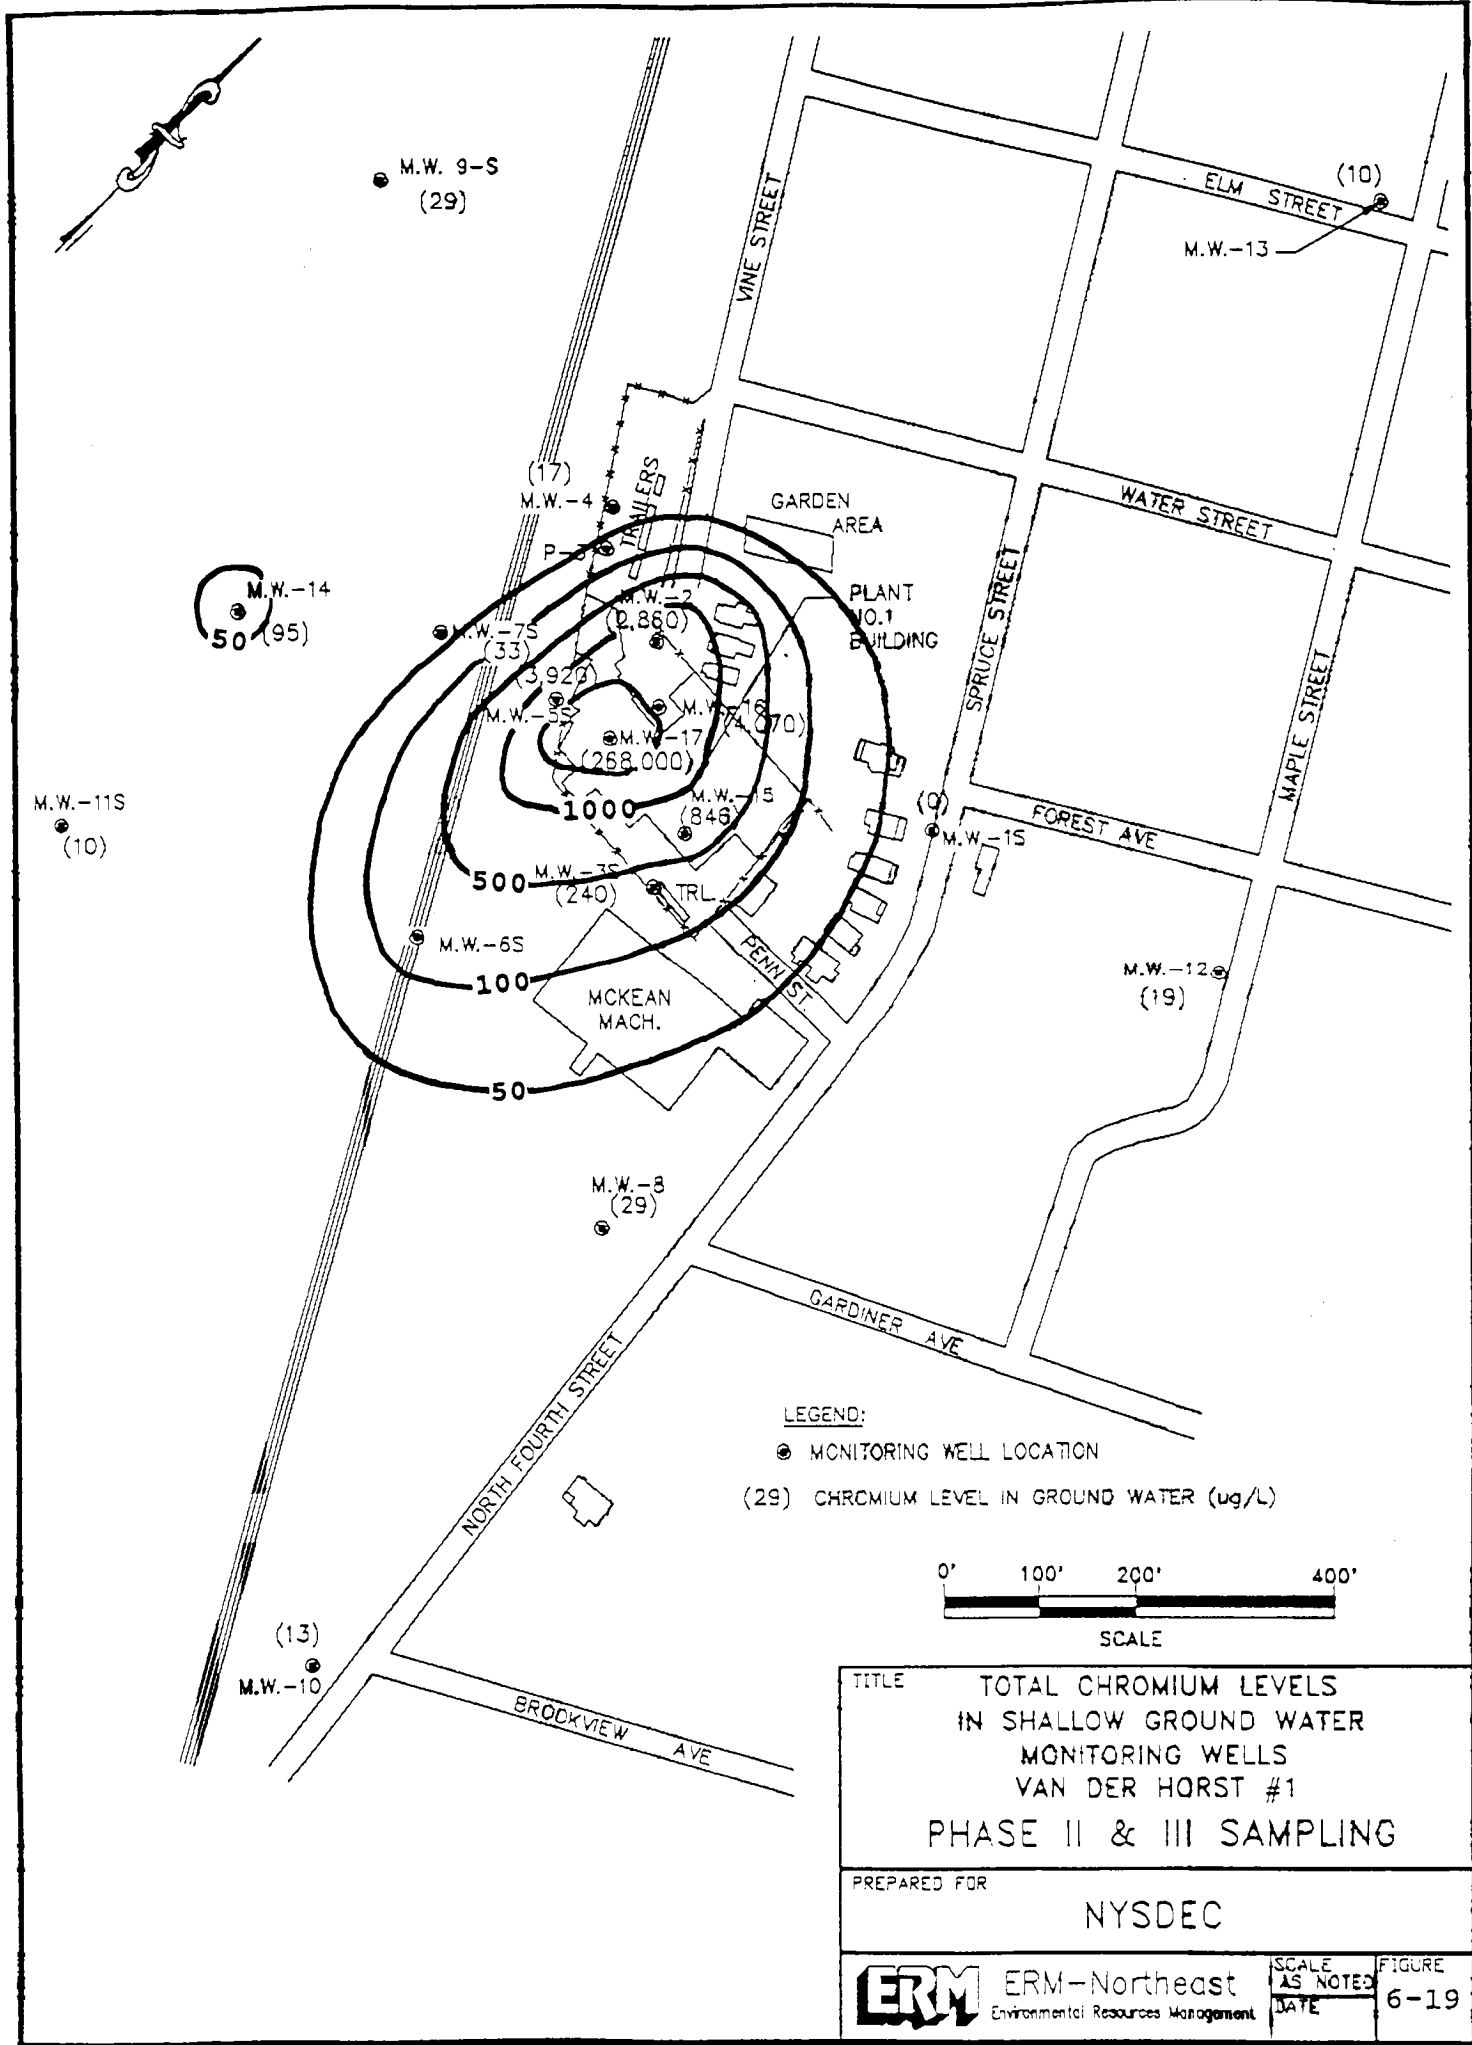 M.W. 9-S
(29)
(10)
ELM STREET
M.W.-13
VINE STREET
(17)
M.W.-4
TRAILERS
GARDEN
AREA
WATER STREET
P-3
M.W.-14
50 (95)
M.W.-7S
(33)
M.W.-2
(2,860)
PLANT
NO.1
BUILDING
SPRUCE STREET
MAPLE STREET
(3,920)
M.W.-5S
M.W.-16
(4,070)
M.W.-17
(268,000)
1000
M.W.-15
(846)
M.W.-11S
(10)
(0)
M.W.-1S
FOREST AVE
500
M.W.-3S
(240)
TRL.
M.W.-6S
100
PENN ST.
MCKEAN
MACH.
M.W.-12
(19)
50
M.W.-8
(29)
GARDINER AVE
NORTH FOURTH STREET
LEGEND:
MONITORING WELL LOCATION
(29) CHROMIUM LEVEL IN GROUND WATER (ug/L)
0' 100' 200' 400'
SCALE
(13)
M.W.-10
BROOKVIEW AVE
TITLE
TOTAL CHROMIUM LEVELS
IN SHALLOW GROUND WATER
MONITORING WELLS
VAN DER HORST #1
PHASE II & III SAMPLING
PREPARED FOR
NYSDEC
ERM
ERM-Northeast
Environmental Resources Management
SCALE
AS NOTED
DATE
FIGURE
6-19